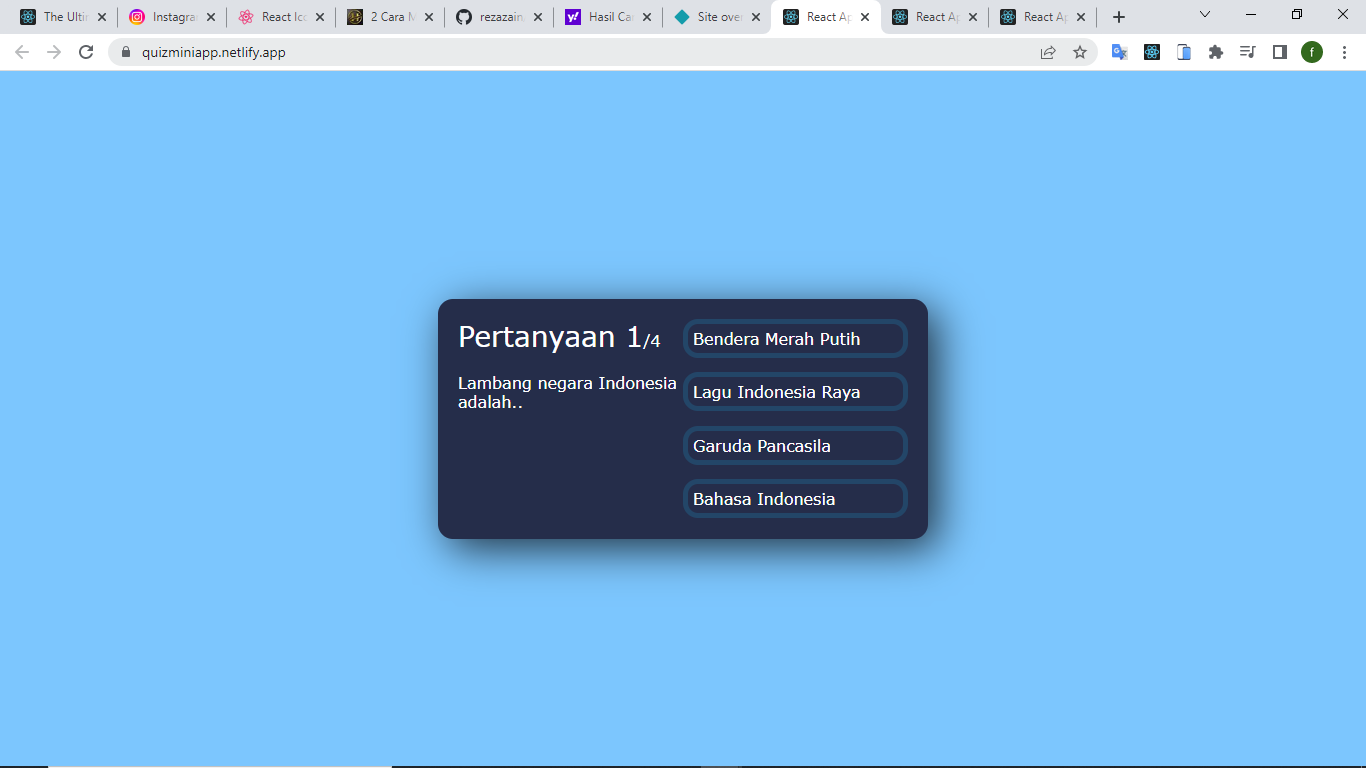 The Ulti
Instagra
React Ico
2 Cara M
rezazain
Hasil Ca
Site over
React Ap
React Ap
React Ap
quizminiapp.netlify.app
f
Pertanyaan 1/4
Lambang negara Indonesia
adalah..
Bendera Merah Putih
Lagu Indonesia Raya
Garuda Pancasila
Bahasa Indonesia